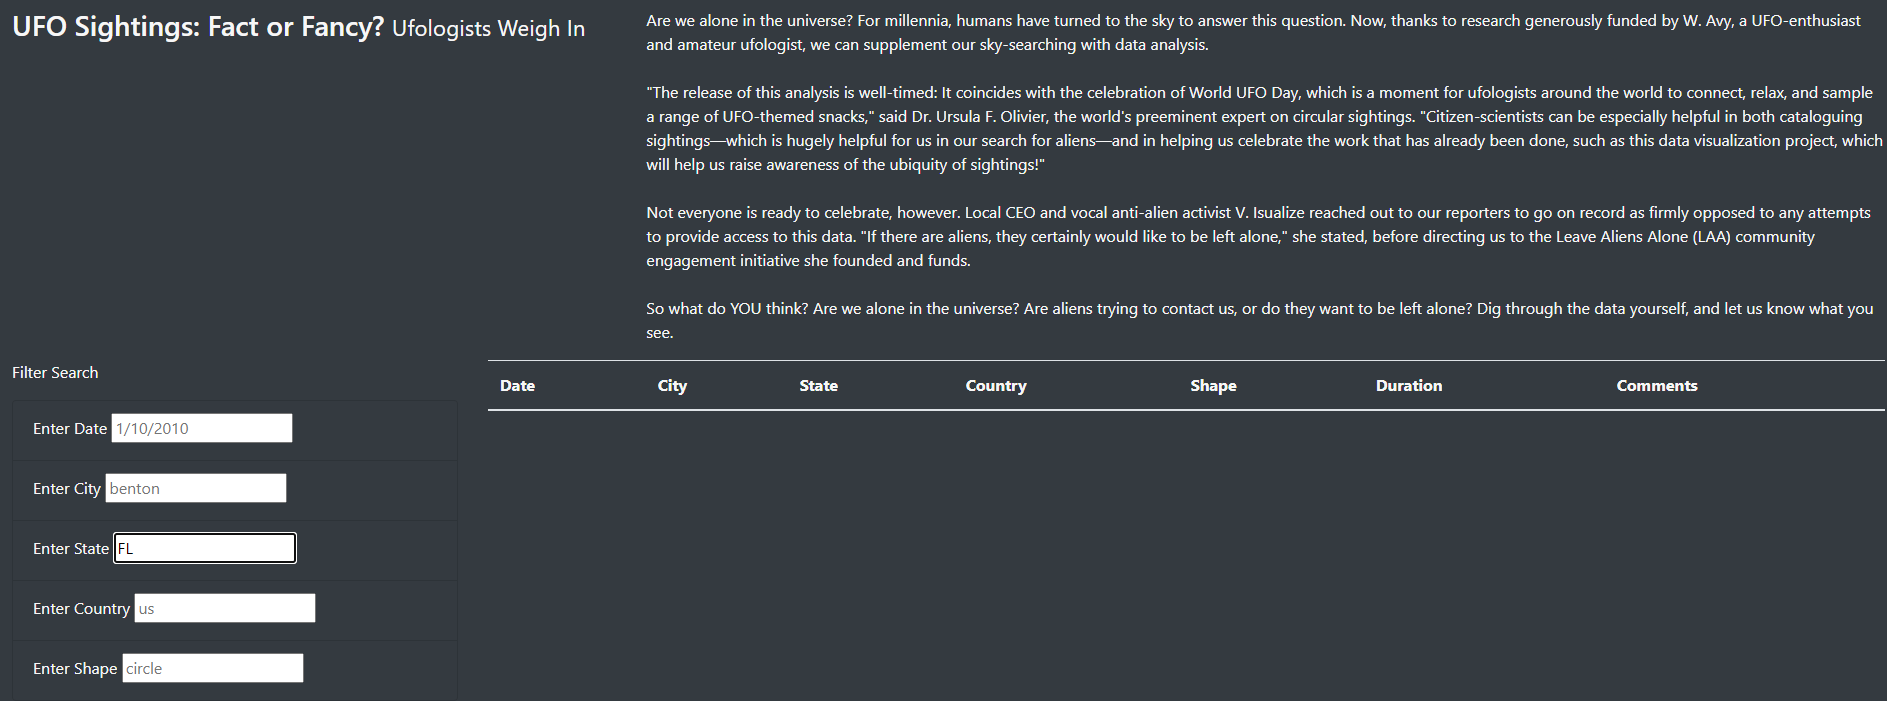 UFO Sightings: Fact or Fancy? Ufologists Weigh In
Are we alone in the universe? For millennia, humans have turned to the sky to answer this question. Now, thanks to research generously funded by W. Avy, a UFO-enthusiast
and amateur ufologist, we can supplement our sky-searching with data analysis.
"The release of this analysis is well-timed: It coincides with the celebration of World UFO Day, which is a moment for ufologists around the world to connect, relax, and sample
a range of UFO-themed snacks," said Dr. Ursula F. Olivier, the world's preeminent expert on circular sightings. "Citizen-scientists can be especially helpful in both cataloguing
sightings—which is hugely helpful for us in our search for aliens—and in helping us celebrate the work that has already been done, such as this data visualization project, which
will help us raise awareness of the ubiquity of sightings!"
Not everyone is ready to celebrate, however. Local CEO and vocal anti-alien activist V. Isualize reached out to our reporters to go on record as firmly opposed to any attempts
to provide access to this data. "If there are aliens, they certainly would like to be left alone," she stated, before directing us to the Leave Aliens Alone (LAA) community
engagement initiative she founded and funds.
So what do YOU think? Are we alone in the universe? Are aliens trying to contact us, or do they want to be left alone? Dig through the data yourself, and let us know what you
see.
Filter Search
Enter Date 1/10/2010
Enter City benton
Enter State FL
Enter Country us
Enter Shape circle
Date City State Country Shape Duration Comments